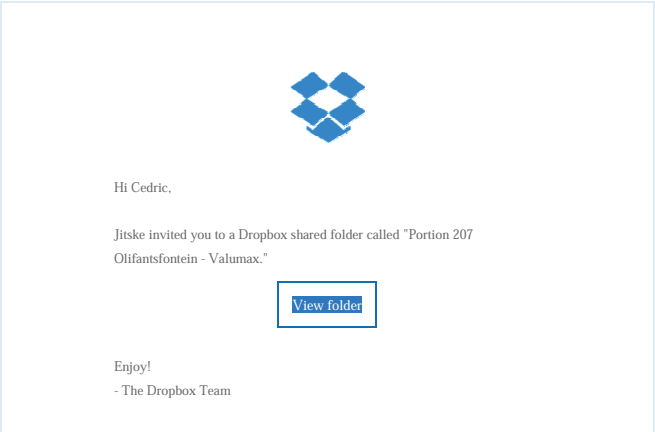 Hi Cedric,
Jitske invited you to a Dropbox shared folder called "Portion 207
Olifantsfontein - Valumax."
View folder
Enjoy!
- The Dropbox Team